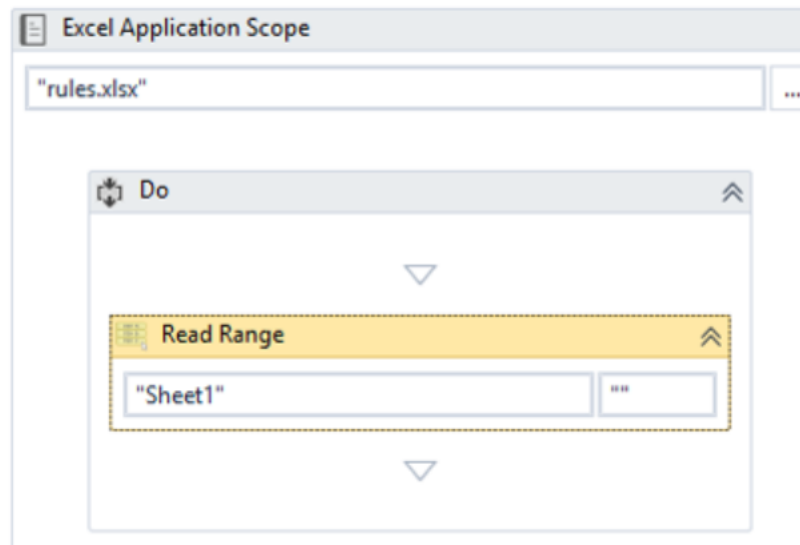 Excel Application Scope
"rules.xlsx"
...
Do
Read Range
"Sheet1"
""